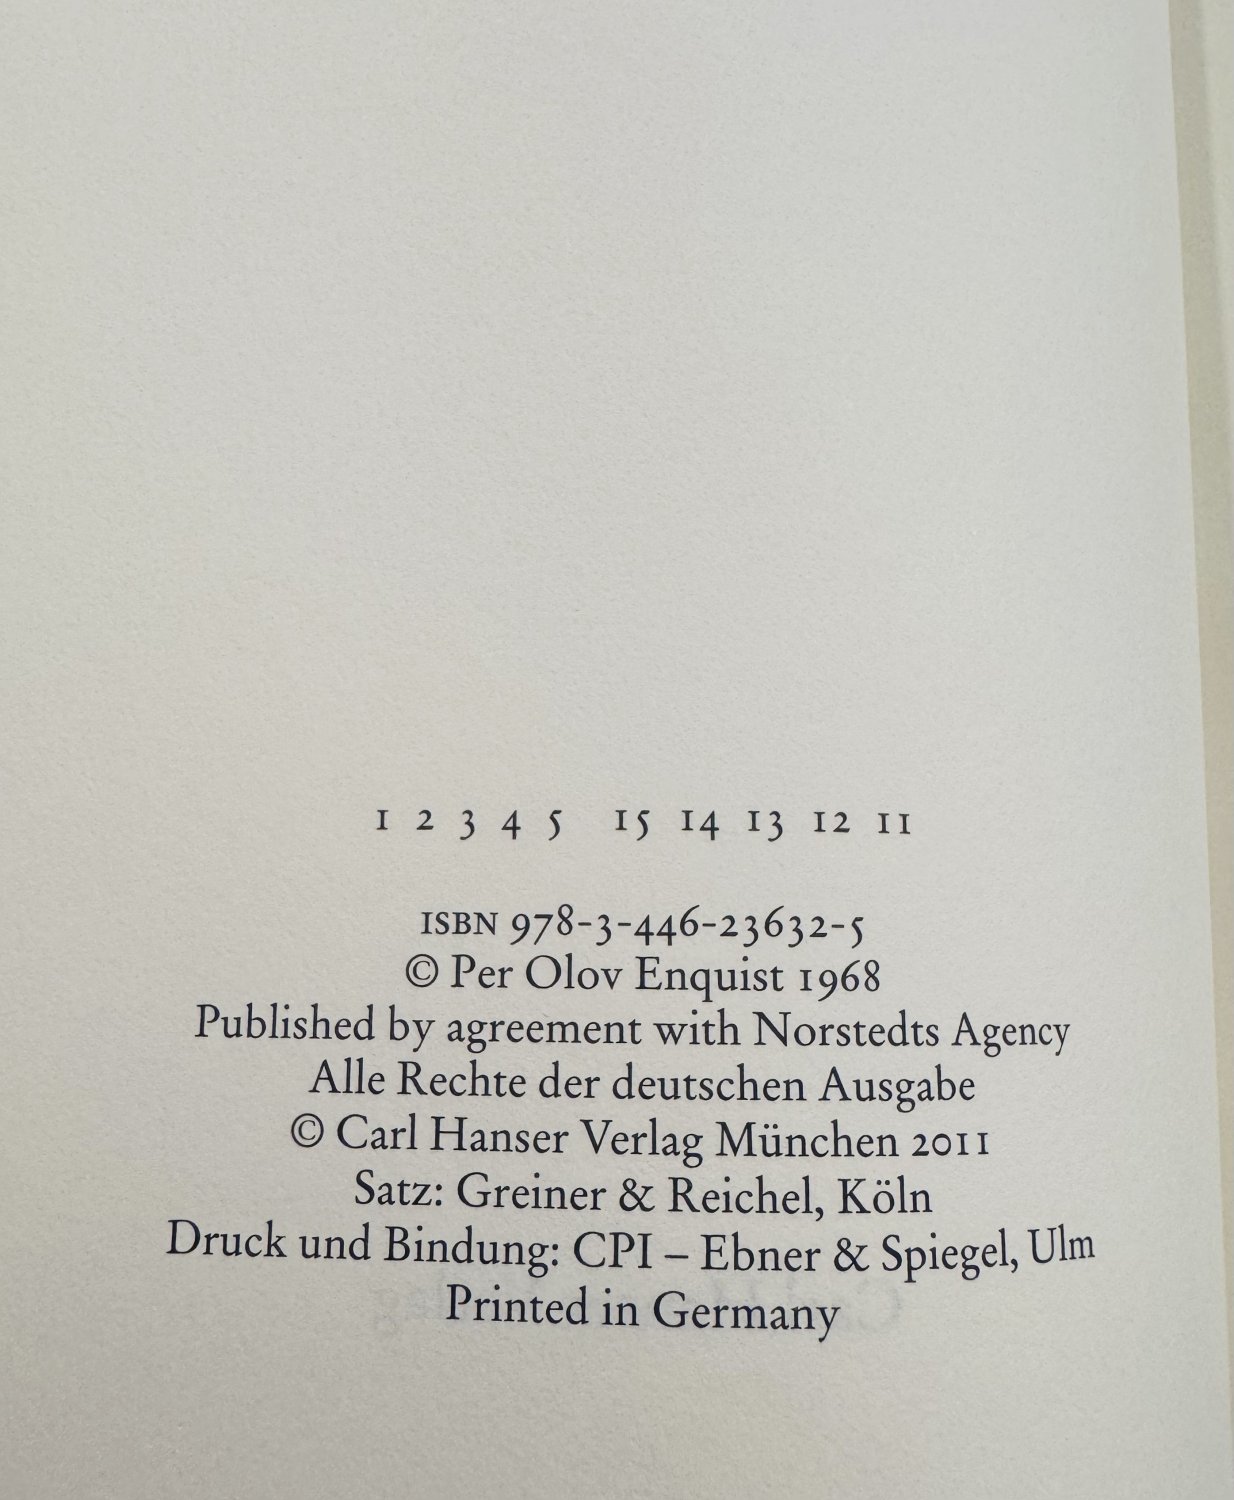 1 2 3 4 5 15 14 13 12 11
ISBN 978-3-446-23632-5
© Per Olov Enquist 1968
Published by agreement with Norstedts Agency
Alle Rechte der deutschen Ausgabe
© Carl Hanser Verlag München 2011
Satz: Greiner & Reichel, Köln
Druck und Bindung: CPI – Ebner & Spiegel, Ulm
Printed in Germany